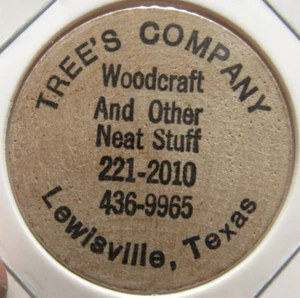 TREE'S COMPANY
Woodcraft
And Other
Neat Stuff
221-2010
436-9965
Lewisville, Texas